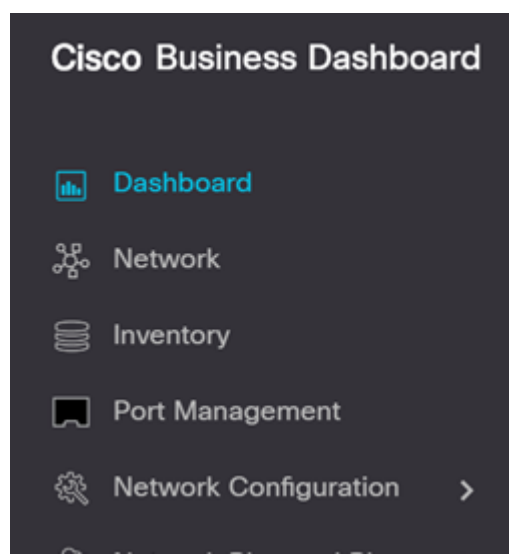 Cisco Business Dashboard
Dashboard
Network
Inventory
Port Management
Network Configuration